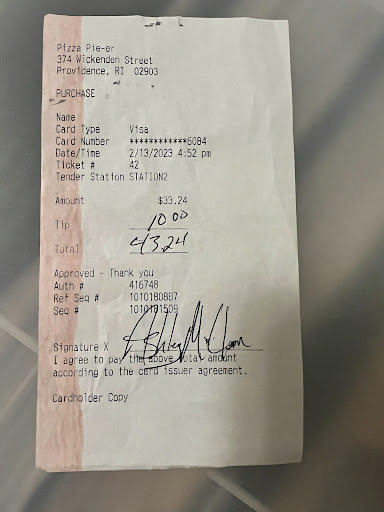 Pizza Pie-er
374 Wickenden Street
Providence, RI 02903
PURCHASE
Name
Card Type Visa
Card Number ************6084
Date/Time 2/13/2023 4:52 pm
Ticket # 42
Tender Station STATION2
Amount $33.24
Tip 10 00
Total 43.24
Approved - Thank you
Auth # 416748
Ref Seq # 1010180887
Seq # 1010181509
Signature X Ashley
I agree to pay the above total amount
according to the card issuer agreement.
Cardholder Copy